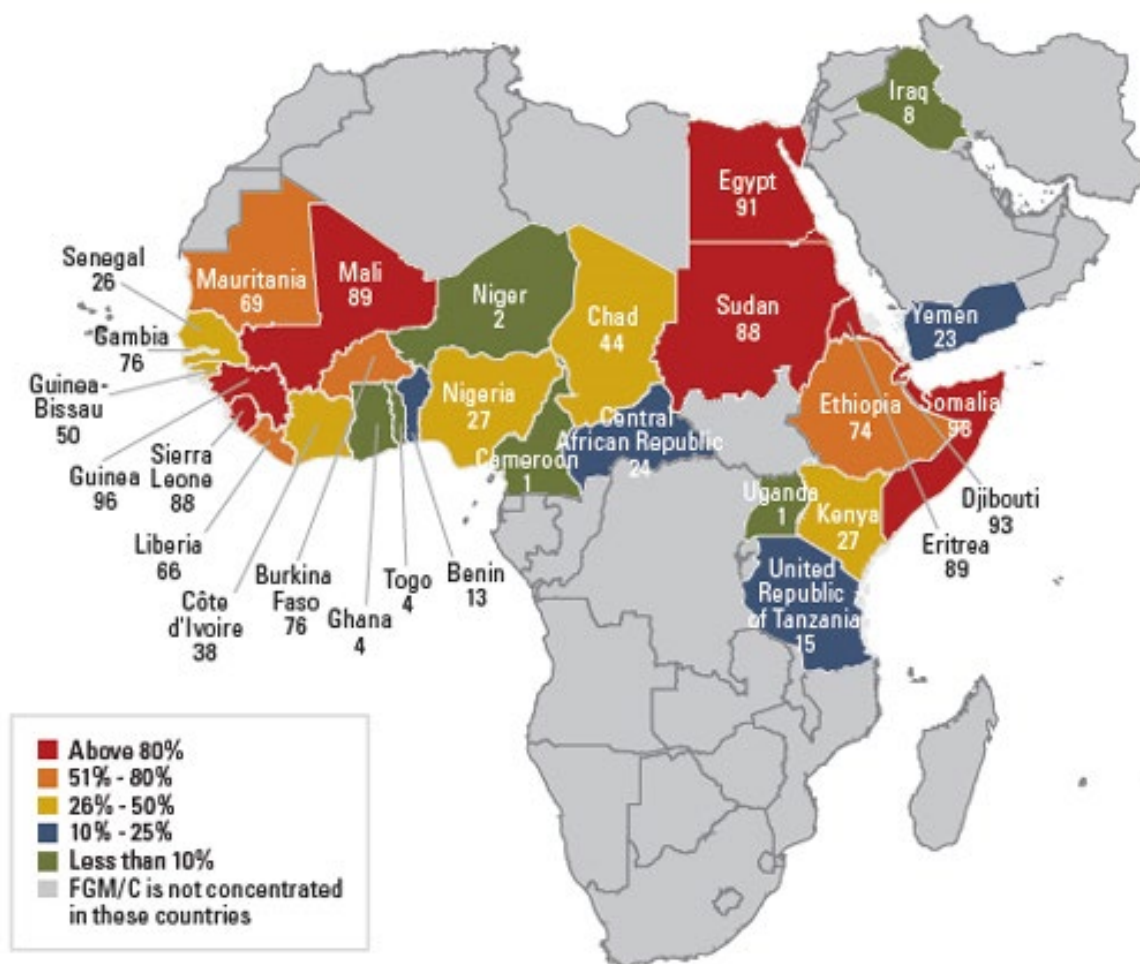 Iraq
8
Egypt
91
Senegal
26
Mauritania
69
Mali
89
Niger
2
Chad
44
Sudan
88
Yemen
23
Gambia
76
Guinea-
Bissau
50
Nigeria
27
Ethiopia
74
Somalia
98
Central
African Republic
24
Guinea
96
Sierra
Leone
88
Cameroon
1
Uganda
1
Kenya
27
Djibouti
93
Eritrea
89
Liberia
66
Côte
d'Ivoire
38
Burkina
Faso
76
Ghana
4
Togo
4
Benin
13
United
Republic
of Tanzania
15
Above 80%
51% - 80%
26% - 50%
10% - 25%
Less than 10%
FGM/C is not concentrated
in these countries